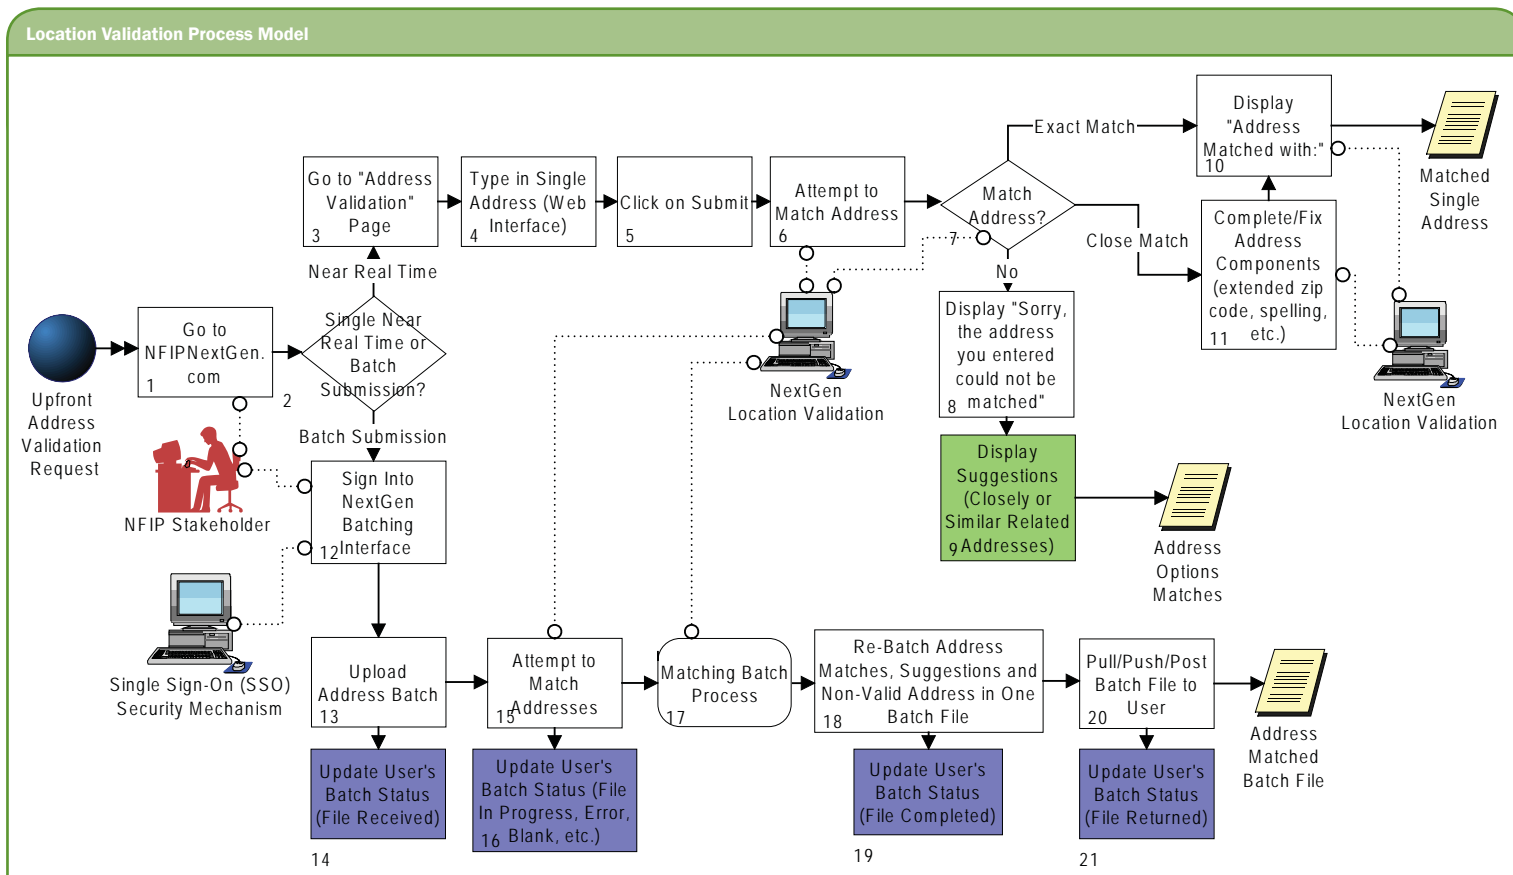 Location Validation Process Model
Upfront
Address
Validation
Request
Go to
NFIPNextGen.
com
1
Single Near
Real Time or
Batch
Submission?
2
Near Real Time
Go to "Address
Validation"
Page
3
Type in Single
Address (Web
Interface)
4
Click on Submit
5
Attempt to
Match Address
6
Match
Address?
7
Exact Match
Close Match
No
Display "Sorry,
the address
you entered
could not be
matched"
8
Display
Suggestions
(Closely or
Similar Related
Addresses)
9
Address
Options
Matches
Display
"Address
Matched with:"
10
Matched
Single
Address
Complete/Fix
Address
Components
(extended zip
code, spelling,
etc.)
11
NextGen
Location Validation
NextGen
Location Validation
NFIP Stakeholder
Batch Submission
Sign Into
NextGen
Batching
Interface
12
Single Sign-On (SSO)
Security Mechanism
Upload
Address Batch
13
Update User's
Batch Status
(File Received)
14
Attempt to
Match
Addresses
15
Update User's
Batch Status (File
In Progress, Error,
Blank, etc.)
16
Matching Batch
Process
17
Re-Batch Address
Matches, Suggestions and
Non-Valid Address in One
Batch File
18
Update User's
Batch Status
(File Completed)
19
Pull/Push/Post
Batch File to
User
20
Update User's
Batch Status
(File Returned)
21
Address
Matched
Batch File